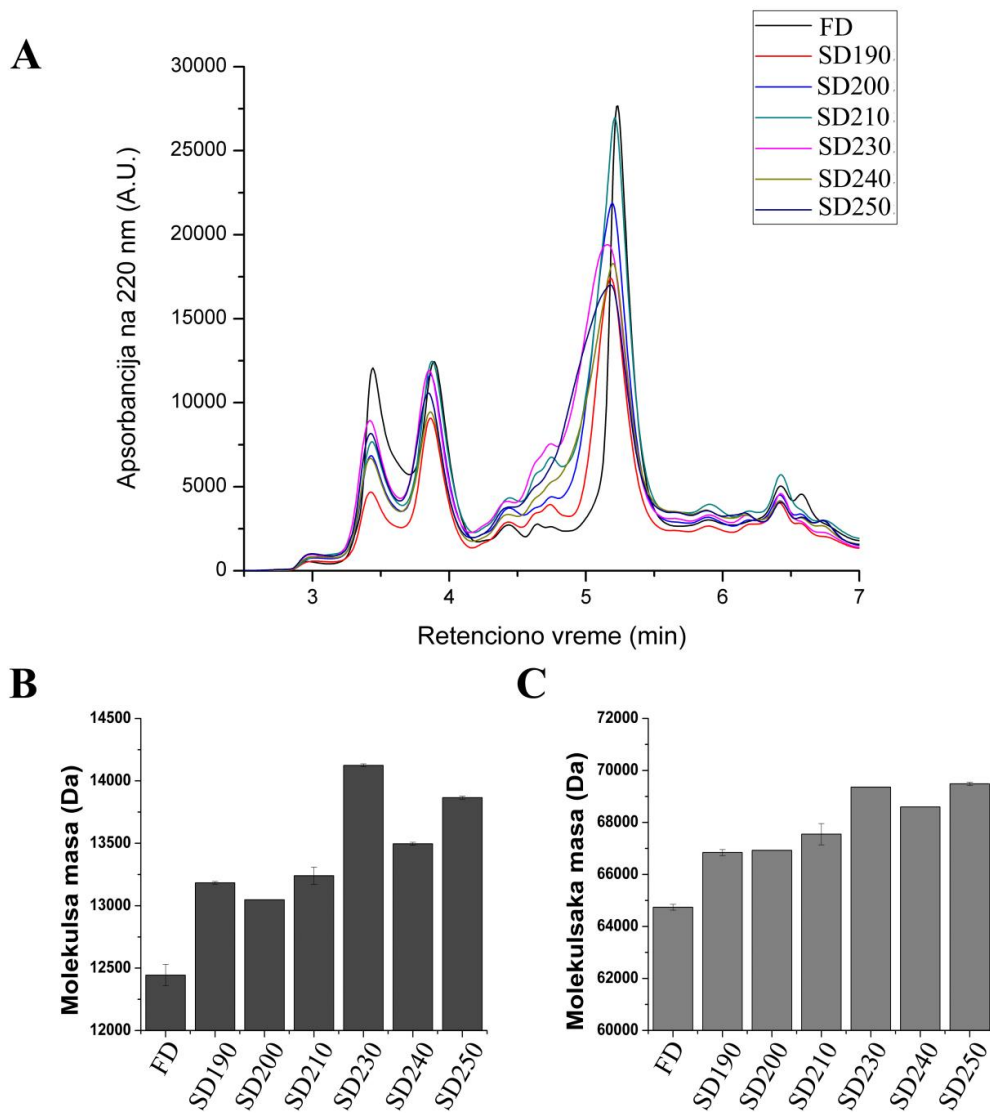 A
FD
SD190
SD200
SD210
SD230
SD240
SD250
30000
25000
20000
15000
10000
5000
0
Apsorbancija na 220 nm (A.U.)
3 4 5 6 7
Retenciono vreme (min)
B
14500
14000
13500
13000
12500
12000
Molekulsa masa (Da)
FD SD190 SD200 SD210 SD230 SD240 SD250
C
72000
70000
68000
66000
64000
62000
60000
Molekulsaka masa (Da)
FD SD190 SD200 SD210 SD230 SD240 SD250